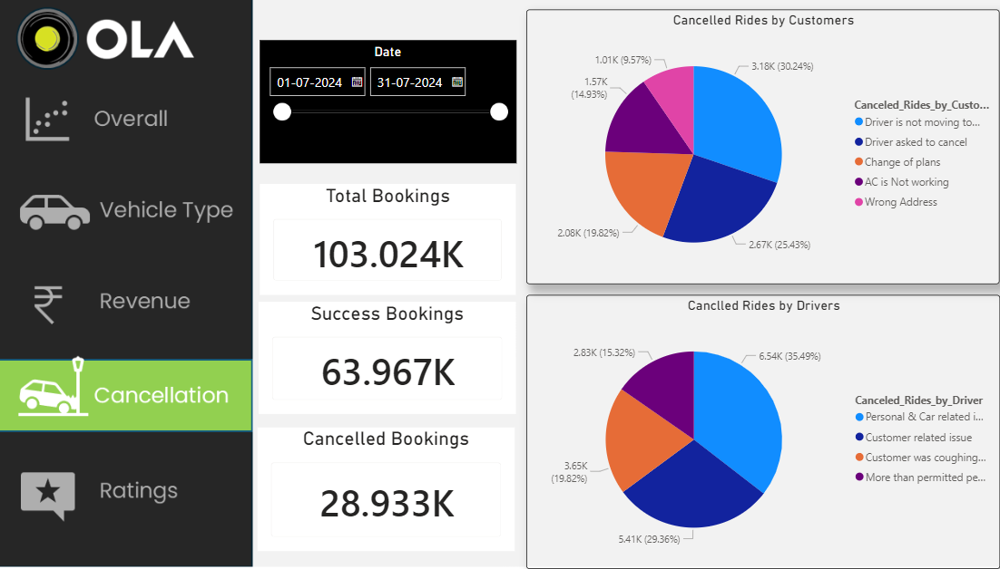 OLA
Overall
Vehicle Type
Revenue
Cancellation
Ratings
Date
01-07-2024
31-07-2024
Total Bookings
103.024K
Success Bookings
63.967K
Cancelled Bookings
28.933K
Cancelled Rides by Customers
1.01K (9.57%)
3.18K (30.24%)
1.57K
(14.93%)
2.08K (19.82%)
2.67K (25.43%)
Canceled_Rides_by_Custo...
Driver is not moving to...
Driver asked to cancel
Change of plans
AC is Not working
Wrong Address
Canclled Rides by Drivers
2.83K (15.32%)
6.54K (35.49%)
3.65K
(19.82%)
5.41K (29.36%)
Canceled_Rides_by_Driver
Personal & Car related i...
Customer related issue
Customer was coughing...
More than permitted pe...